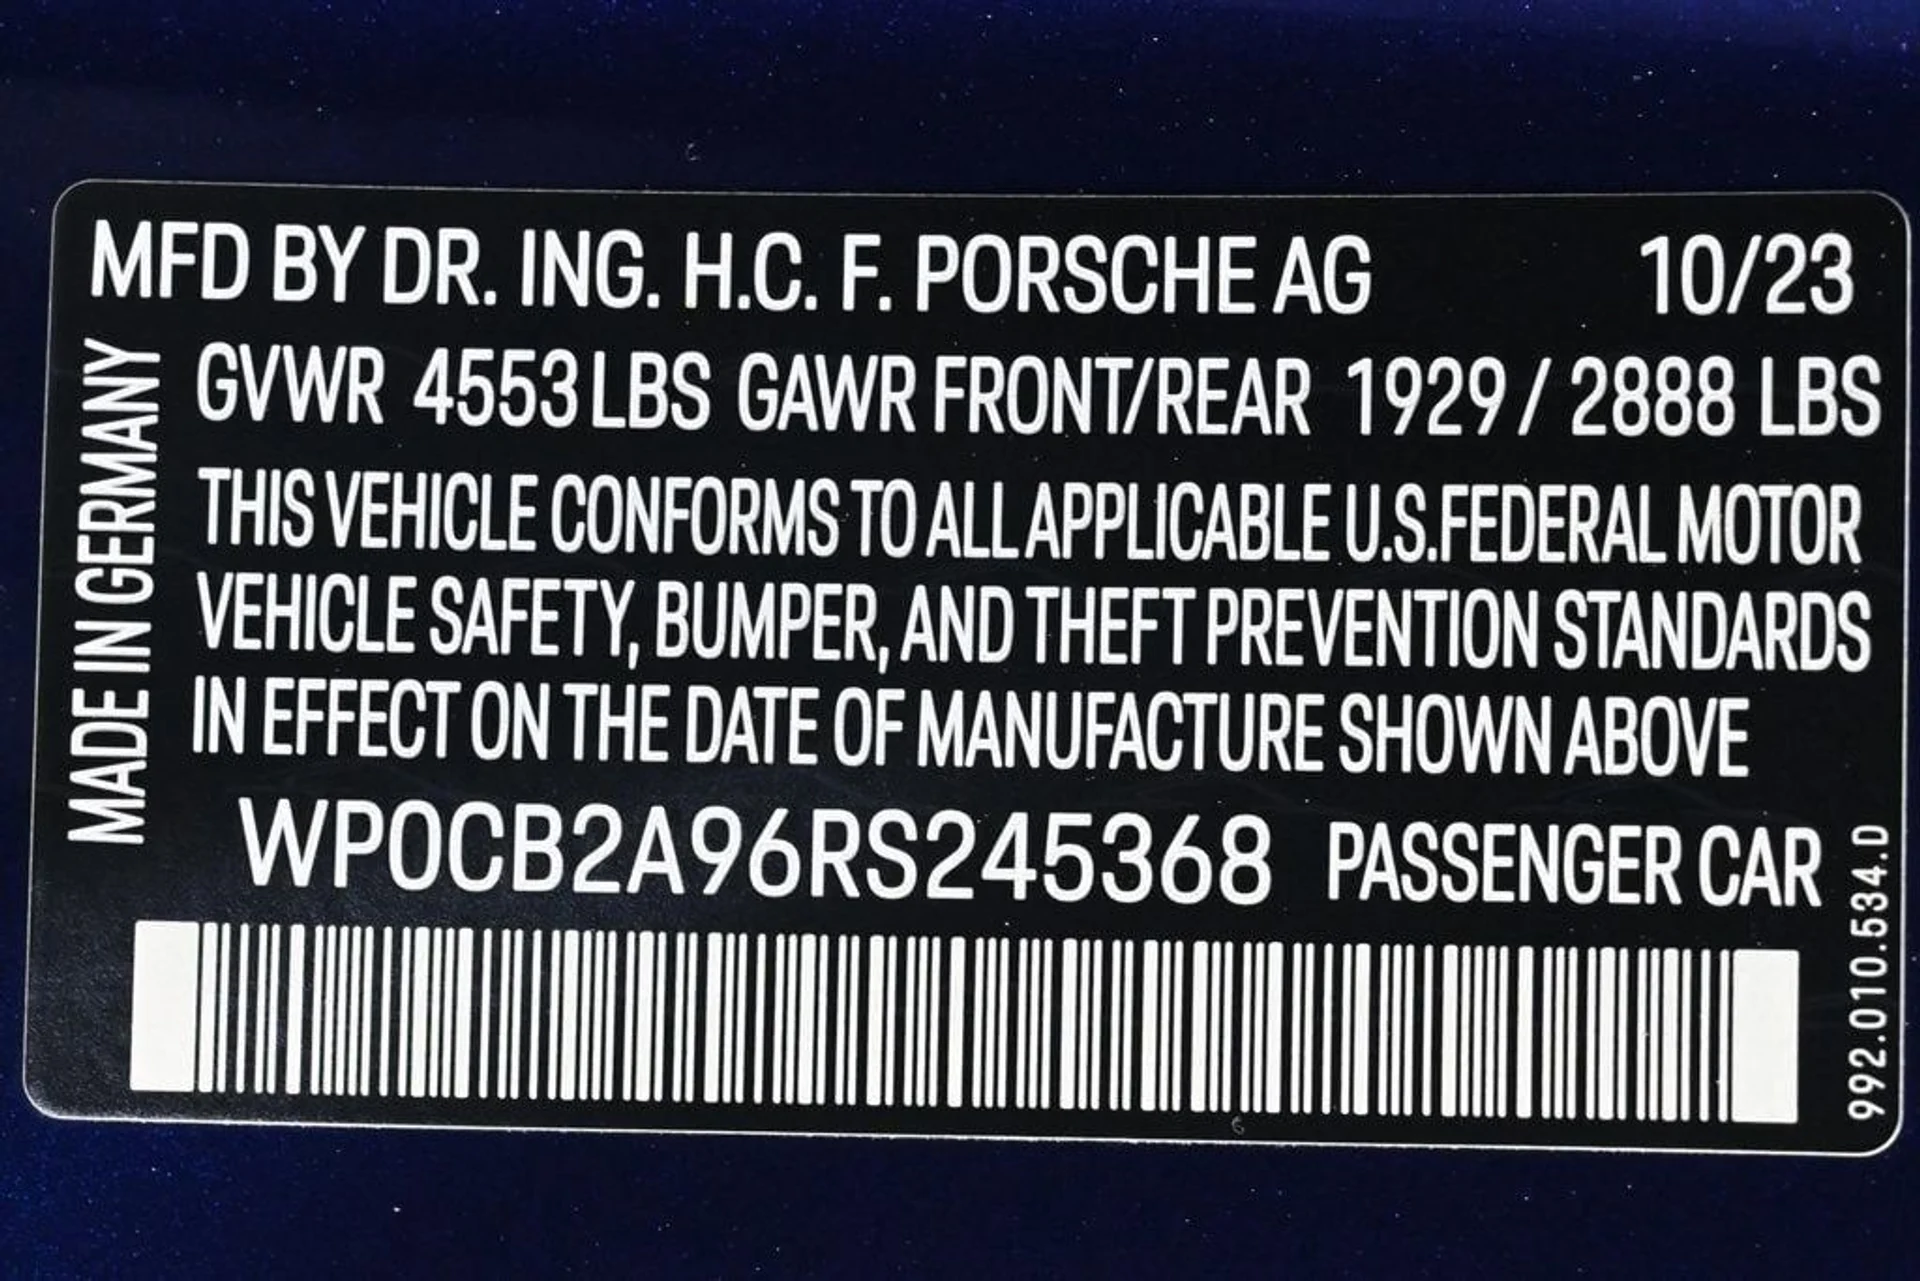 MFD BY DR. ING. H.C. F. PORSCHE AG 10/23
MADE IN GERMANY
GVWR 4553 LBS GAWR FRONT/REAR 1929 / 2888 LBS
THIS VEHICLE CONFORMS TO ALL APPLICABLE U.S.FEDERAL MOTOR
VEHICLE SAFETY, BUMPER, AND THEFT PREVENTION STANDARDS
IN EFFECT ON THE DATE OF MANUFACTURE SHOWN ABOVE
WP0CB2A96RS245368 PASSENGER CAR
992.010.534.D